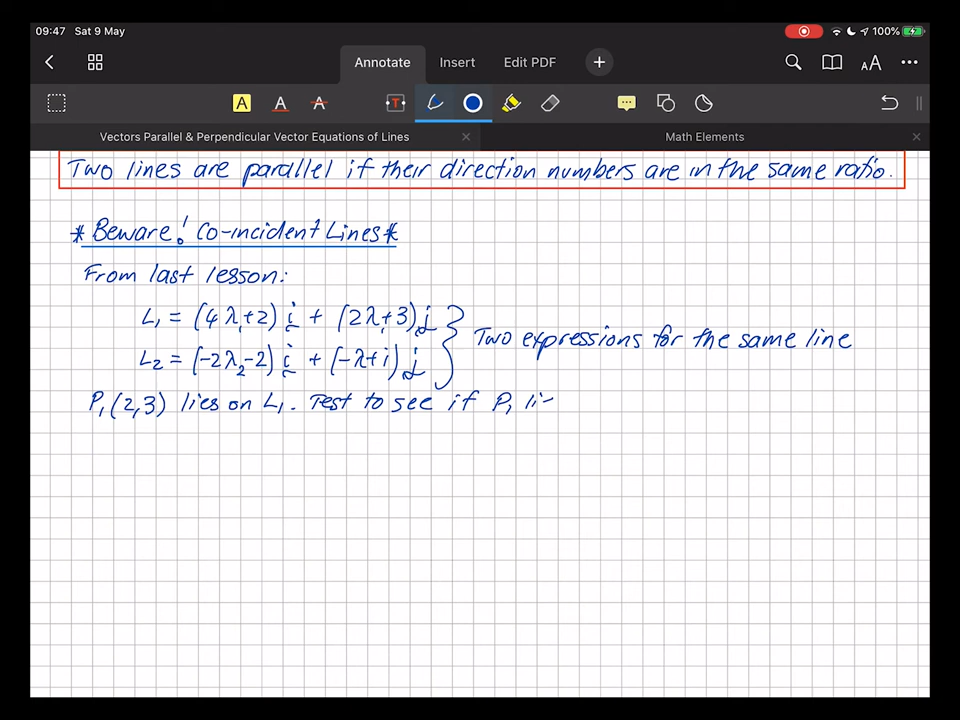 09:47 Sat 9 May 100%
Annotate Insert Edit PDF
Vectors Parallel & Perpendicular Vector Equations of Lines × Math Elements ×
Two lines are parallel if their direction numbers are in the same ratio.
* Beware! Co-incident Lines *
From last lesson:
L₁ = (4λ₁+2) i + (2λ₁+3) j
Two expressions for the same line
L₂ = (-2λ₂-2) i + (-λ+i) j
P₁(2,3) lies on L₁. Test to see if P₁ li